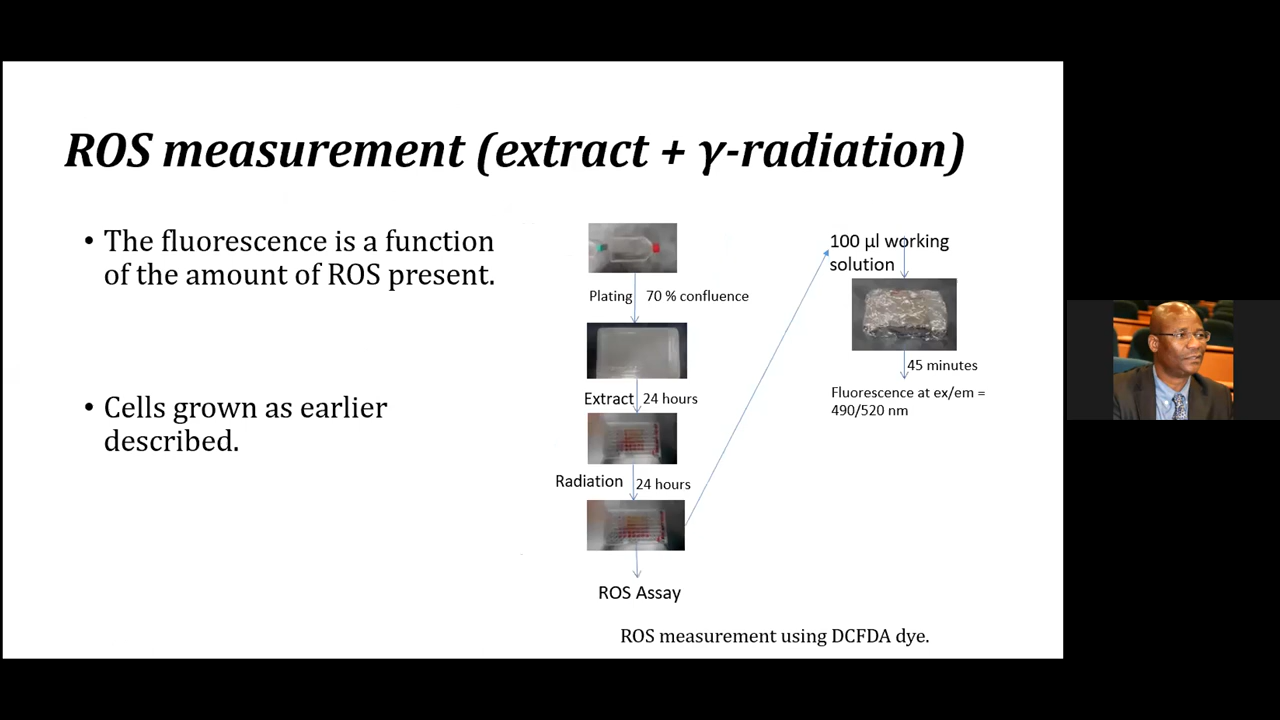 ROS measurement (extract + γ-radiation)
• The fluorescence is a function
of the amount of ROS present.
• Cells grown as earlier
described.
Plating 70 % confluence
Extract 24 hours
Radiation 24 hours
ROS Assay
100 µl working
solution
45 minutes
Fluorescence at ex/em =
490/520 nm
ROS measurement using DCFDA dye.